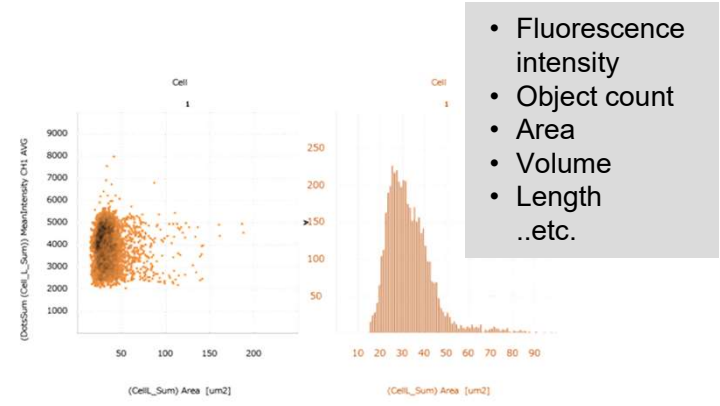 • Fluorescence
intensity
• Object count
• Area
• Volume
• Length
..etc.
Cell
1
(DotsSum (Cell_L_Sum)) MeanIntensity CH1 AVG
9000
8000
7000
6000
5000
4000
3000
2000
1000
50 100 150 200
(CellL_Sum) Area [um2]
Cell
1
250
200
150
100
50
10 20 30 40 50 60 70 80 90
(CellL_Sum) Area [um2]